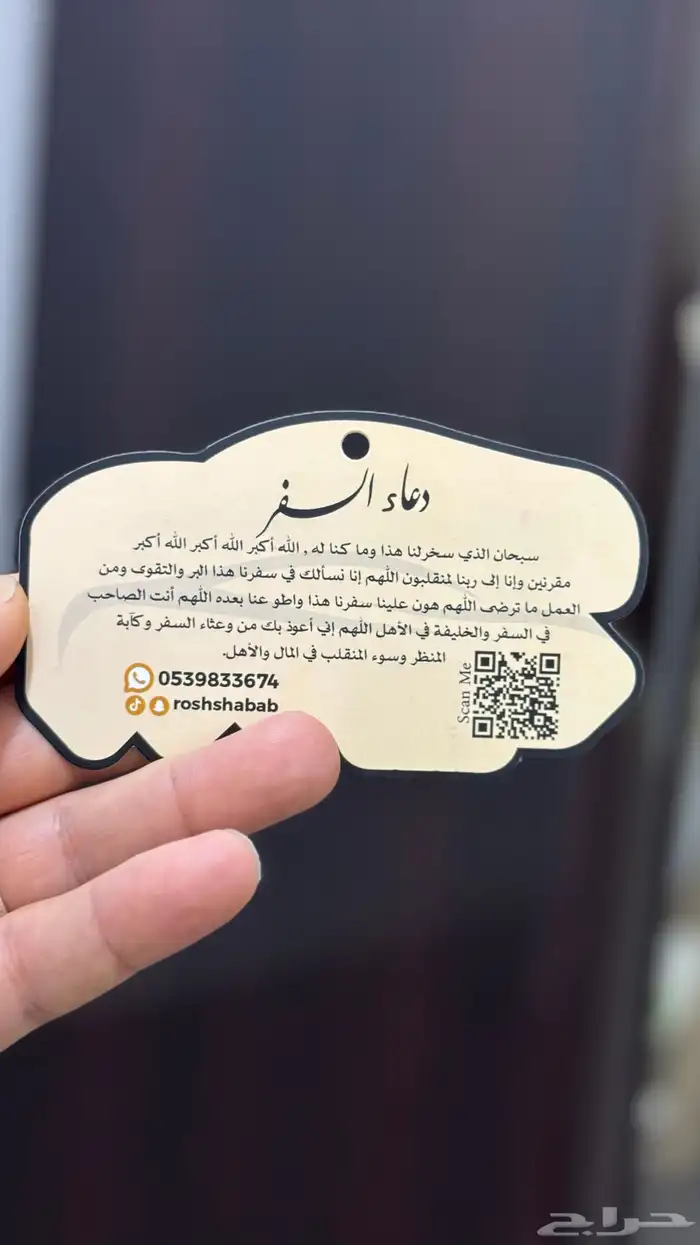 دعاء السفر
سبحان الذي سخرلنا هذا وما كنا له , الله أكبر الله أكبر الله أكبر
مقرنين وإنا إلى ربنا لمنقلبون اللهم إنا نسألك في سفرنا هذا البر والتقوى ومن
العمل ما ترضى اللهم هون علينا سفرنا هذا واطو عنا بعده اللهم أنت الصاحب
في السفر والخليفة في الأهل اللهم إني أعوذ بك من وعثاء السفر وكآبة
المنظر وسوء المنقلب في المال والأهل.
0539833674
roshshabab
Scan Me
حراج